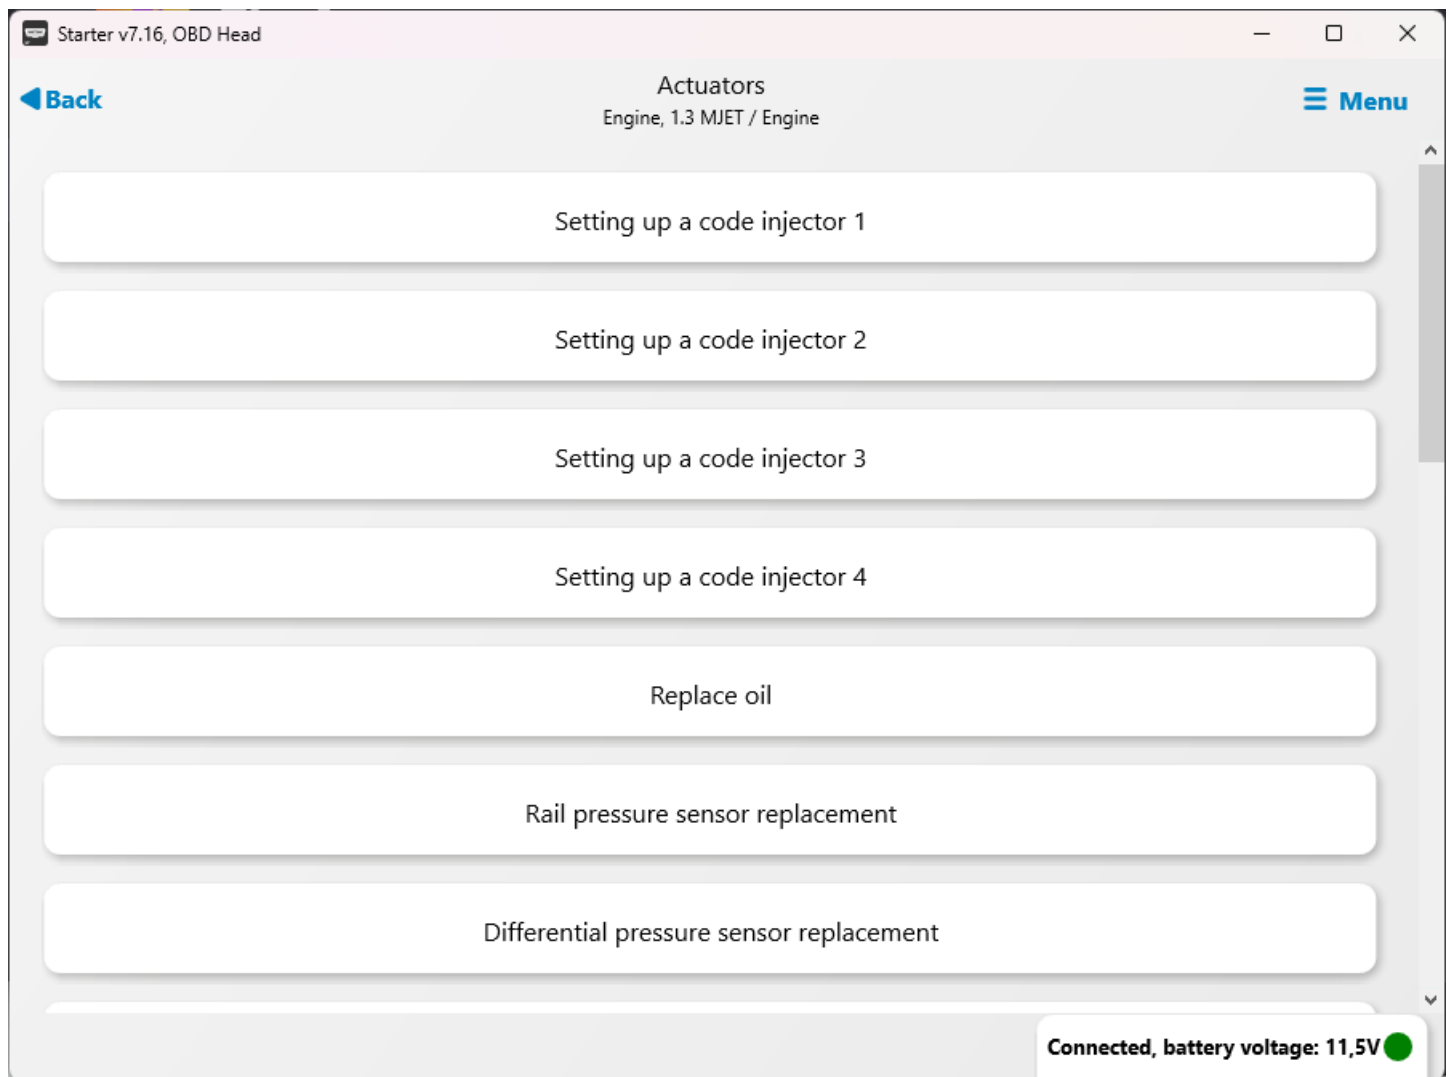 Starter v7.16, OBD Head
Back
Actuators
Menu
Engine, 1.3 MJET / Engine
Setting up a code injector 1
Setting up a code injector 2
Setting up a code injector 3
Setting up a code injector 4
Replace oil
Rail pressure sensor replacement
Differential pressure sensor replacement
Connected, battery voltage: 11,5V